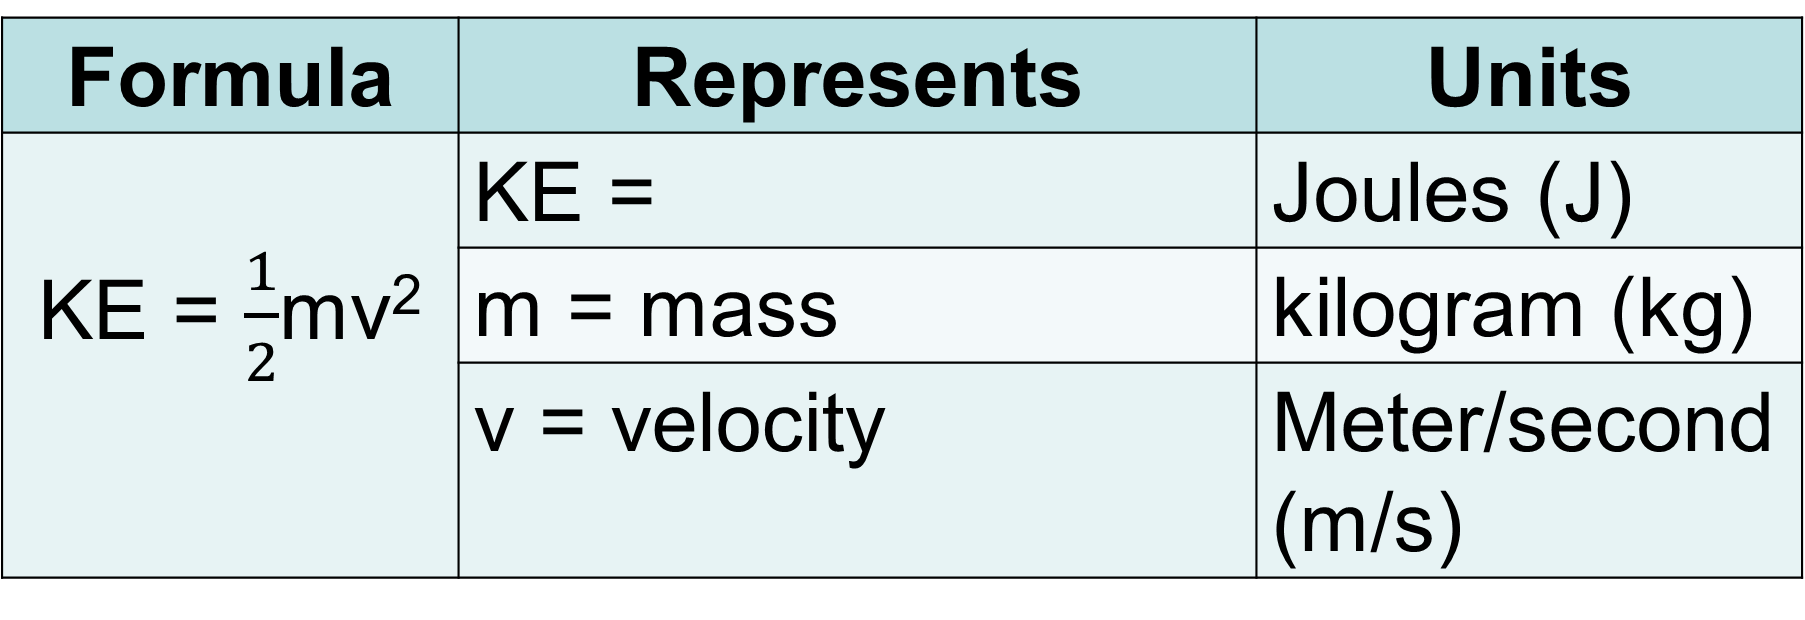 Formula Represents Units
KE = Joules (J)
KE = ½mv² m = mass kilogram (kg)
v = velocity Meter/second
(m/s)